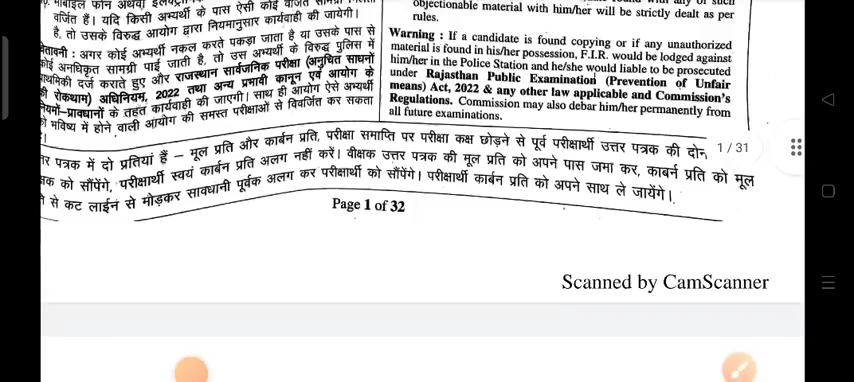 वर्जित हैं। यदि किसी अभ्यर्थी के पास ऐसी कोई वर्जित सामग्री मिलती
है, तो उसके विरुद्ध आयोग द्वारा नियमानुसार कार्यवाही की जायेगी।
चेतावनी : अगर कोई अभ्यर्थी नकल करते पकड़ा जाता है या उसके पास से
कोई अनधिकृत सामग्री पाई जाती है, तो उस अभ्यर्थी के विरुद्ध पुलिस में
प्राथमिकी दर्ज कराते हुए और राजस्थान सार्वजनिक परीक्षा (अनुचित साधनों
की रोकथाम) अधिनियम, 2022 तथा अन्य प्रभावी कानून एवं आयोग के
नियमों-प्रावधानों के तहत कार्यवाही की जाएगी। साथ ही आयोग ऐसे अभ्यर्थी
को भविष्य में होने वाली आयोग की समस्त परीक्षाओं से विवर्जित कर सकता
objectionable material with him/her will be strictly dealt as per
rules.
Warning : If a candidate is found copying or if any unauthorized
material is found in his/her possession, F.I.R. would be lodged against
him/her in the Police Station and he/she would liable to be prosecuted
under Rajasthan Public Examination (Prevention of Unfair
means) Act, 2022 & any other law applicable and Commission's
Regulations. Commission may also debar him/her permanently from
all future examinations.
पत्रक में दो प्रतियां हैं – मूल प्रति और कार्बन प्रति, परीक्षा समाप्ति पर परीक्षा कक्ष छोड़ने से पूर्व परीक्षार्थी उत्तर पत्रक की
को सौंपेंगे, परीक्षार्थी स्वयं कार्बन प्रति अलग नहीं करें। वीक्षक उत्तर पत्रक की मूल प्रति को अपने पास जमा कर, कार्बन प्रति को मूल
से कट लाईन से मोड़कर सावधानी पूर्वक अलग कर परीक्षार्थी को सौंपेंगे। परीक्षार्थी कार्बन प्रति को अपने साथ ले जायेंगे।
1 / 31
Page 1 of 32
Scanned by CamScanner